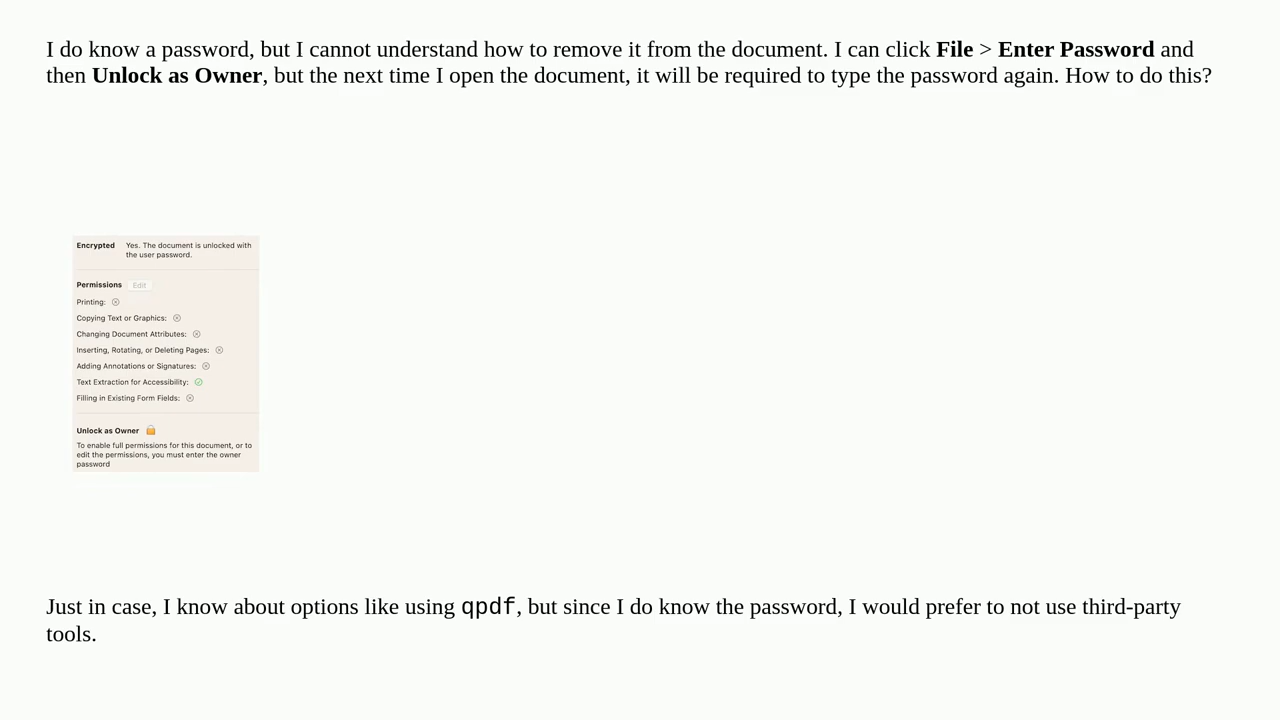 I do know a password, but I cannot understand how to remove it from the document. I can click File > Enter Password and
then Unlock as Owner, but the next time I open the document, it will be required to type the password again. How to do this?
Encrypted Yes. The document is unlocked with
the user password.
Permissions Edit
Printing:
Copying Text or Graphics:
Changing Document Attributes:
Inserting, Rotating, or Deleting Pages:
Adding Annotations or Signatures:
Text Extraction for Accessibility:
Filling in Existing Form Fields:
Unlock as Owner
To enable full permissions for this document, or to
edit the permissions, you must enter the owner
password
Just in case, I know about options like using qpdf, but since I do know the password, I would prefer to not use third-party
tools.